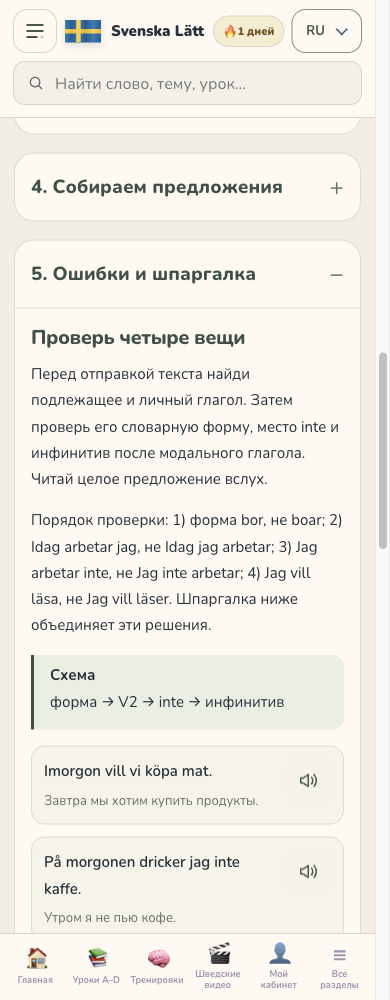 Svenska Lätt
🔥1 дней
RU
Найти слово, тему, урок...
4. Собираем предложения
5. Ошибки и шпаргалка
Проверь четыре вещи
Перед отправкой текста найди
подлежащее и личный глагол. Затем
проверь его словарную форму, место inte и
инфинитив после модального глагола.
Читай целое предложение вслух.
Порядок проверки: 1) форма bor, не boar; 2)
Idag arbetar jag, не Idag jag arbetar; 3) Jag
arbetar inte, не Jag inte arbetar; 4) Jag vill
läsa, не Jag vill läser. Шпаргалка ниже
объединяет эти решения.
Схема
форма → V2 → inte → инфинитив
Imorgon vill vi köpa mat.
Завтра мы хотим купить продукты.
På morgonen dricker jag inte
kaffe.
Утром я не пью кофе.
Главная
Уроки A–D
Тренировки
Шведские
видео
Мой
кабинет
Все
разделы